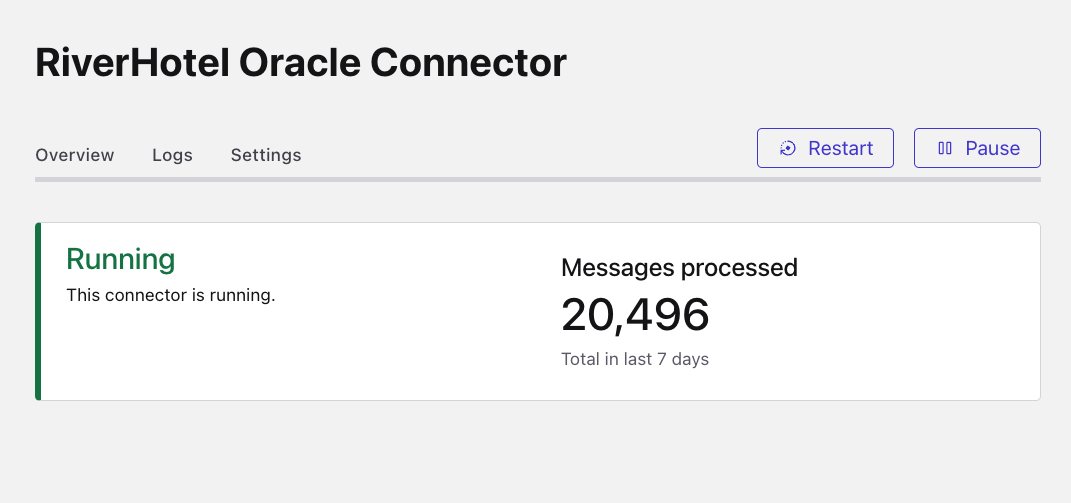 RiverHotel Oracle Connector
Overview Logs Settings Restart Pause
Running
This connector is running.
Messages processed
20,496
Total in last 7 days